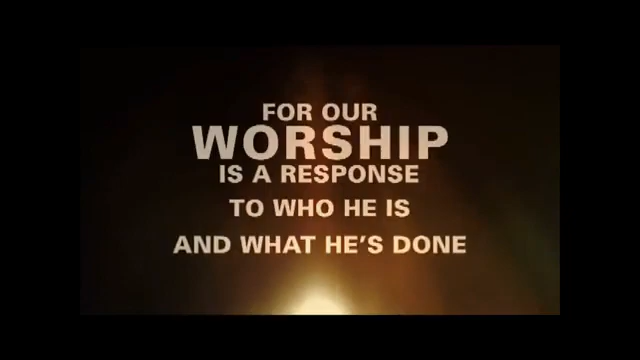 FOR OUR
WORSHIP
IS A RESPONSE
TO WHO HE IS
AND WHAT HE'S DONE